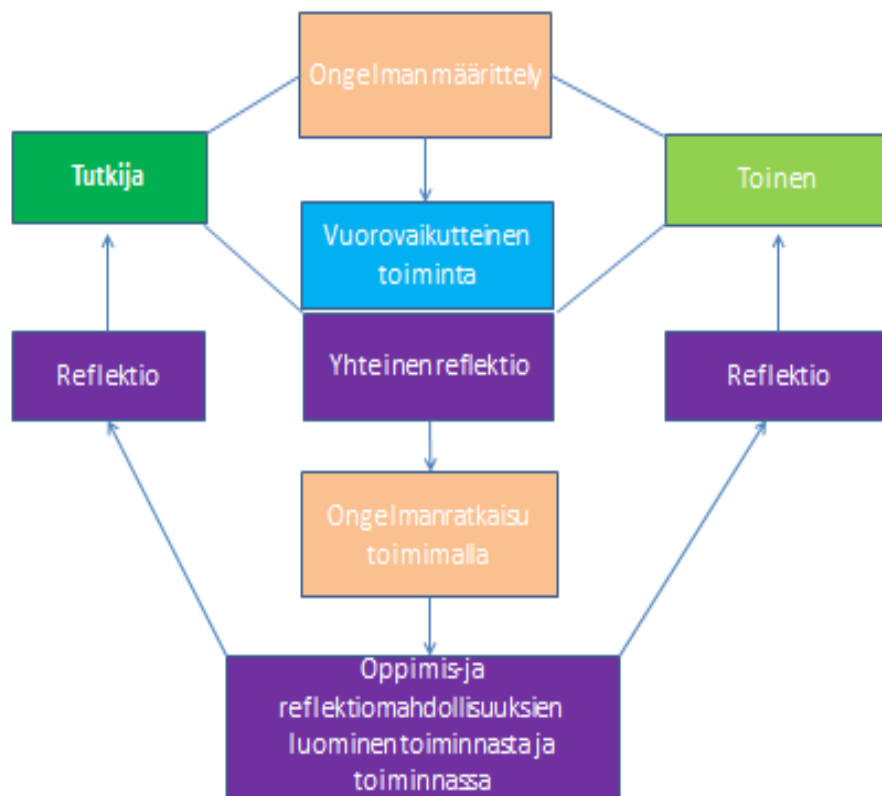 Ongelman määrittely
Tutkija
Toinen
Vuorovaikutteinen
toiminta
Reflektio
Yhteinen reflektio
Reflektio
Ongelmanratkaisu
toimimalla
Oppimis- ja
reflektiomahdollisuuksien
luominen toiminnasta ja
toiminnassa